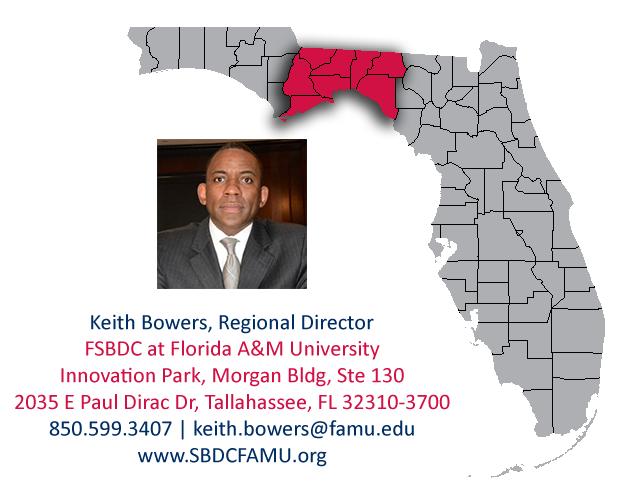 Keith Bowers, Regional Director
FSBDC at Florida A&M University
Innovation Park, Morgan Bldg, Ste 130
2035 E Paul Dirac Dr, Tallahassee, FL 32310-3700
850.599.3407 | keith.bowers@famu.edu
www.SBDCFAMU.org